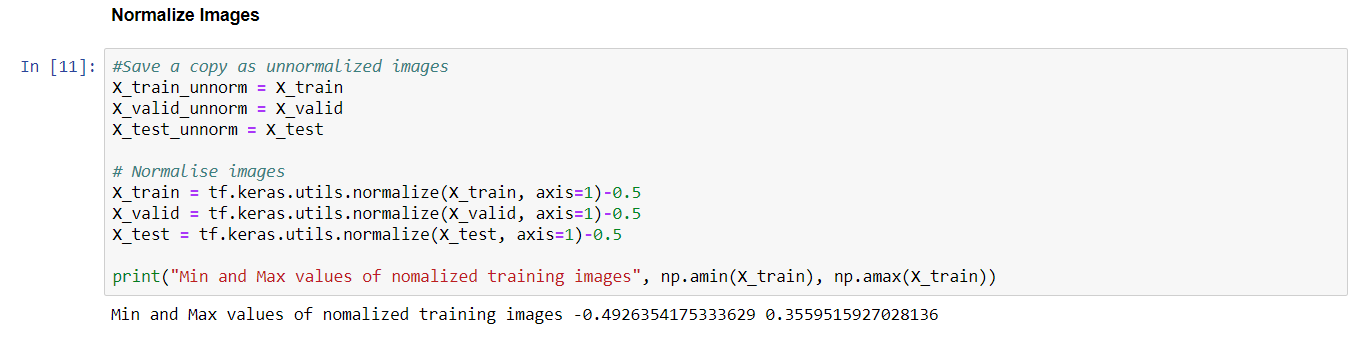 Normalize Images
In [11]:
#Save a copy as unnormalized images
X_train_unnorm = X_train
X_valid_unnorm = X_valid
X_test_unnorm = X_test
# Normalise images
X_train = tf.keras.utils.normalize(X_train, axis=1)-0.5
X_valid = tf.keras.utils.normalize(X_valid, axis=1)-0.5
X_test = tf.keras.utils.normalize(X_test, axis=1)-0.5
print("Min and Max values of nomalized training images", np.amin(X_train), np.amax(X_train))
Min and Max values of nomalized training images -0.4926354175333629 0.3559515927028136